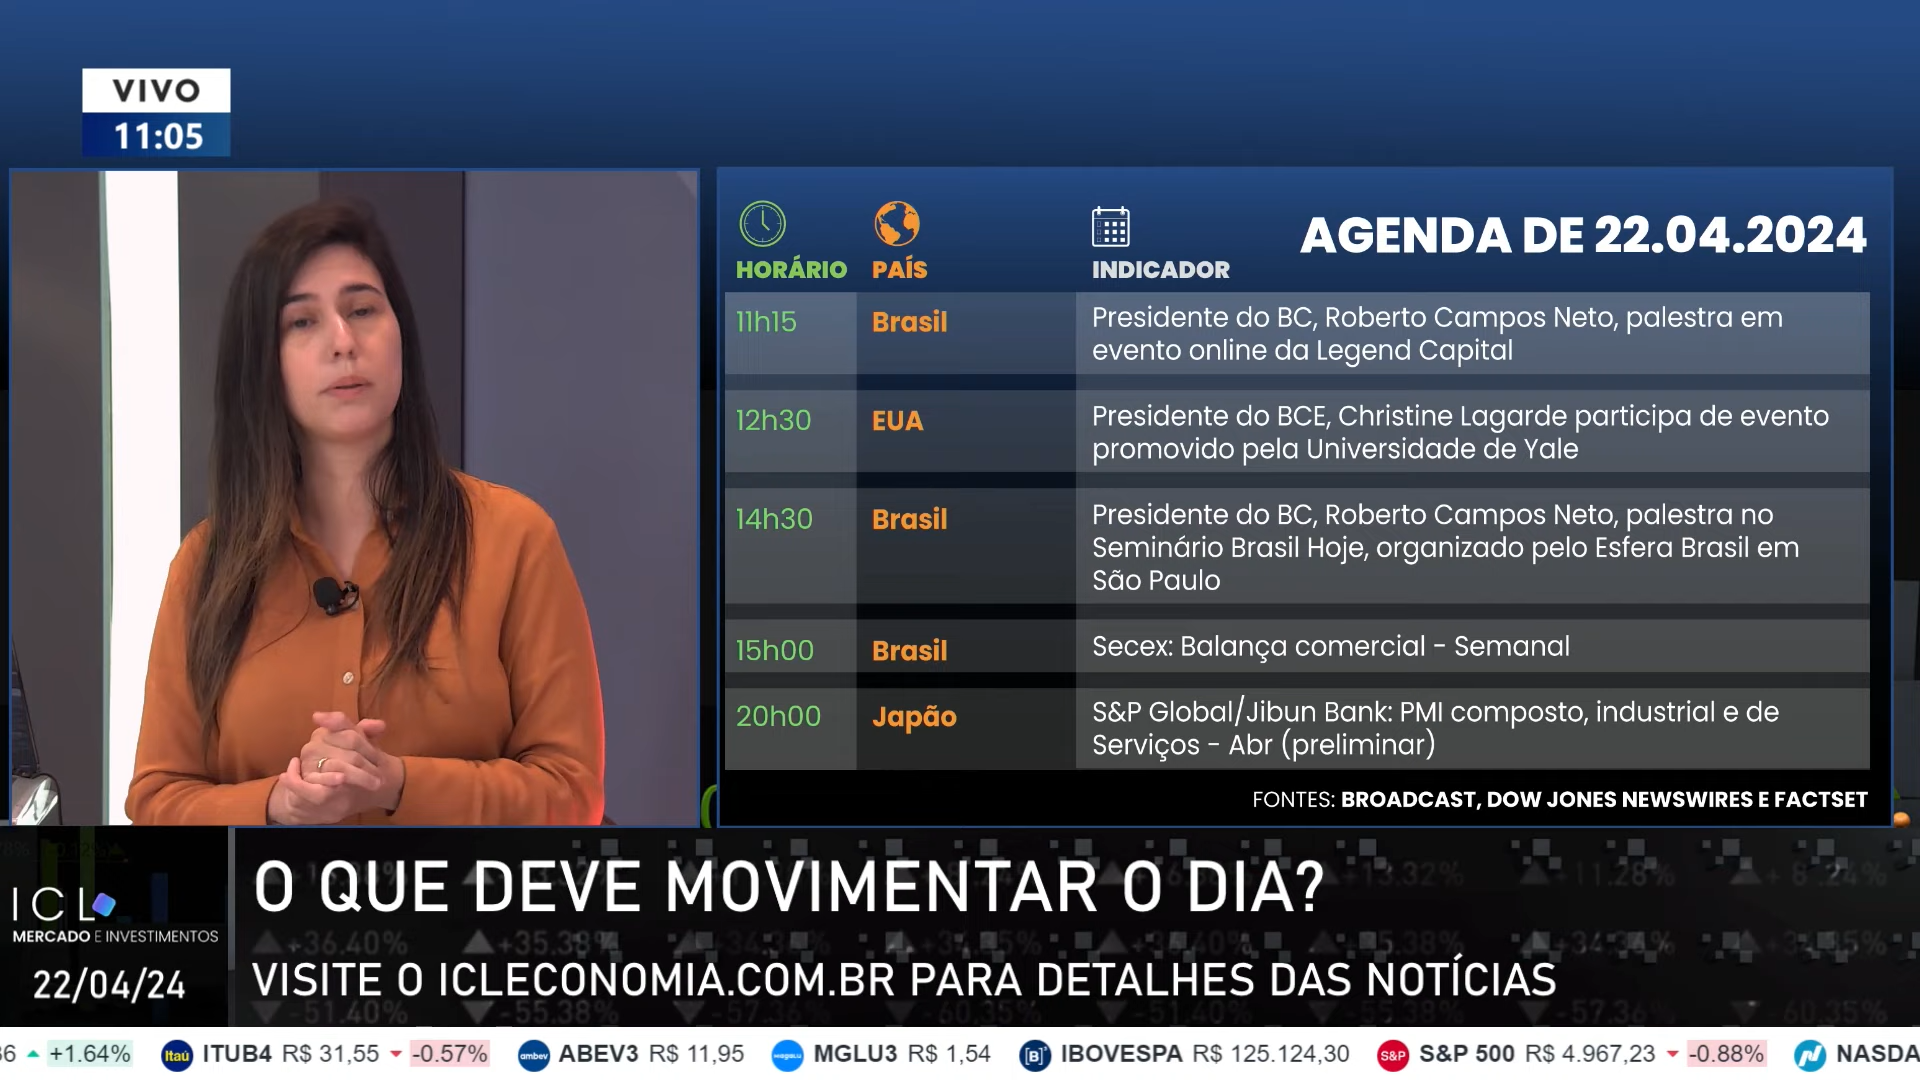 VIVO
11:05
HORÁRIO
PAÍS
INDICADOR
AGENDA DE 22.04.2024
11h15
Brasil
Presidente do BC, Roberto Campos Neto, palestra em
evento online da Legend Capital
12h30
EUA
Presidente do BCE, Christine Lagarde participa de evento
promovido pela Universidade de Yale
14h30
Brasil
Presidente do BC, Roberto Campos Neto, palestra no
Seminário Brasil Hoje, organizado pelo Esfera Brasil em
São Paulo
15h00
Brasil
Secex: Balança comercial - Semanal
20h00
Japão
S&P Global/Jibun Bank: PMI composto, industrial e de
Serviços - Abr (preliminar)
FONTES: BROADCAST, DOW JONES NEWSWIRES E FACTSET
ICL
MERCADO E INVESTIMENTOS
22/04/24
O QUE DEVE MOVIMENTAR O DIA?
VISITE O ICLECONOMIA.COM.BR PARA DETALHES DAS NOTÍCIAS
+1.64% Itaú ITUB4 R$ 31,55 -0.57% ambev ABEV3 R$ 11,95 MGLU3 R$ 1,54 [B]³ IBOVESPA R$ 125.124,30 S&P S&P 500 R$ 4.967,23 -0.88% NASDA